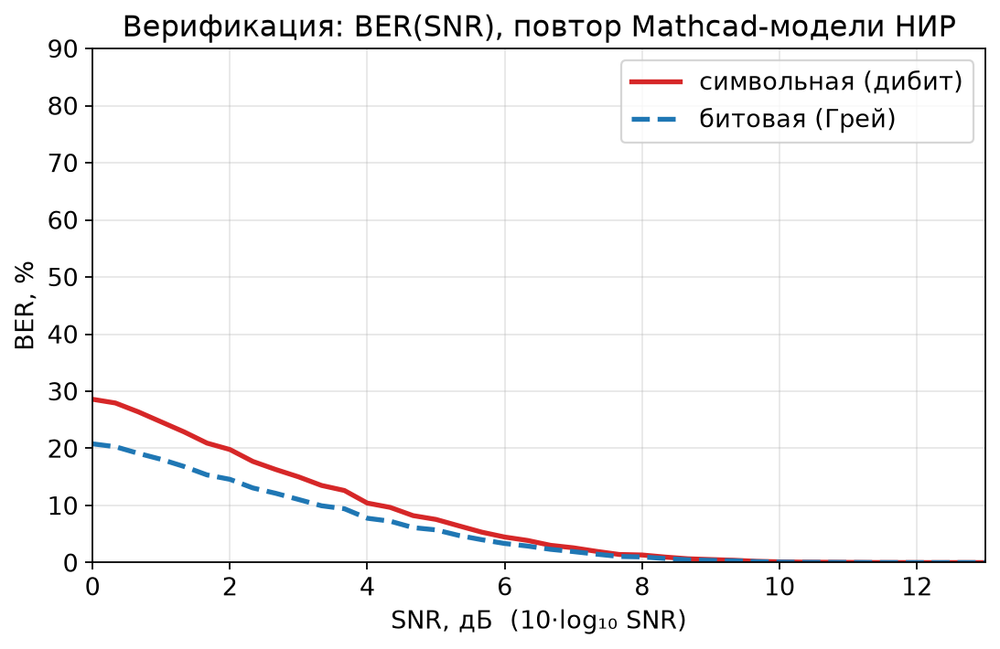 Верификация: BER(SNR), повтор Mathcad-модели НИР
символьная (дибит)
битовая (Грей)
BER, %
90
80
70
60
50
40
30
20
10
0
0 2 4 6 8 10 12
SNR, дБ (10·log₁₀ SNR)